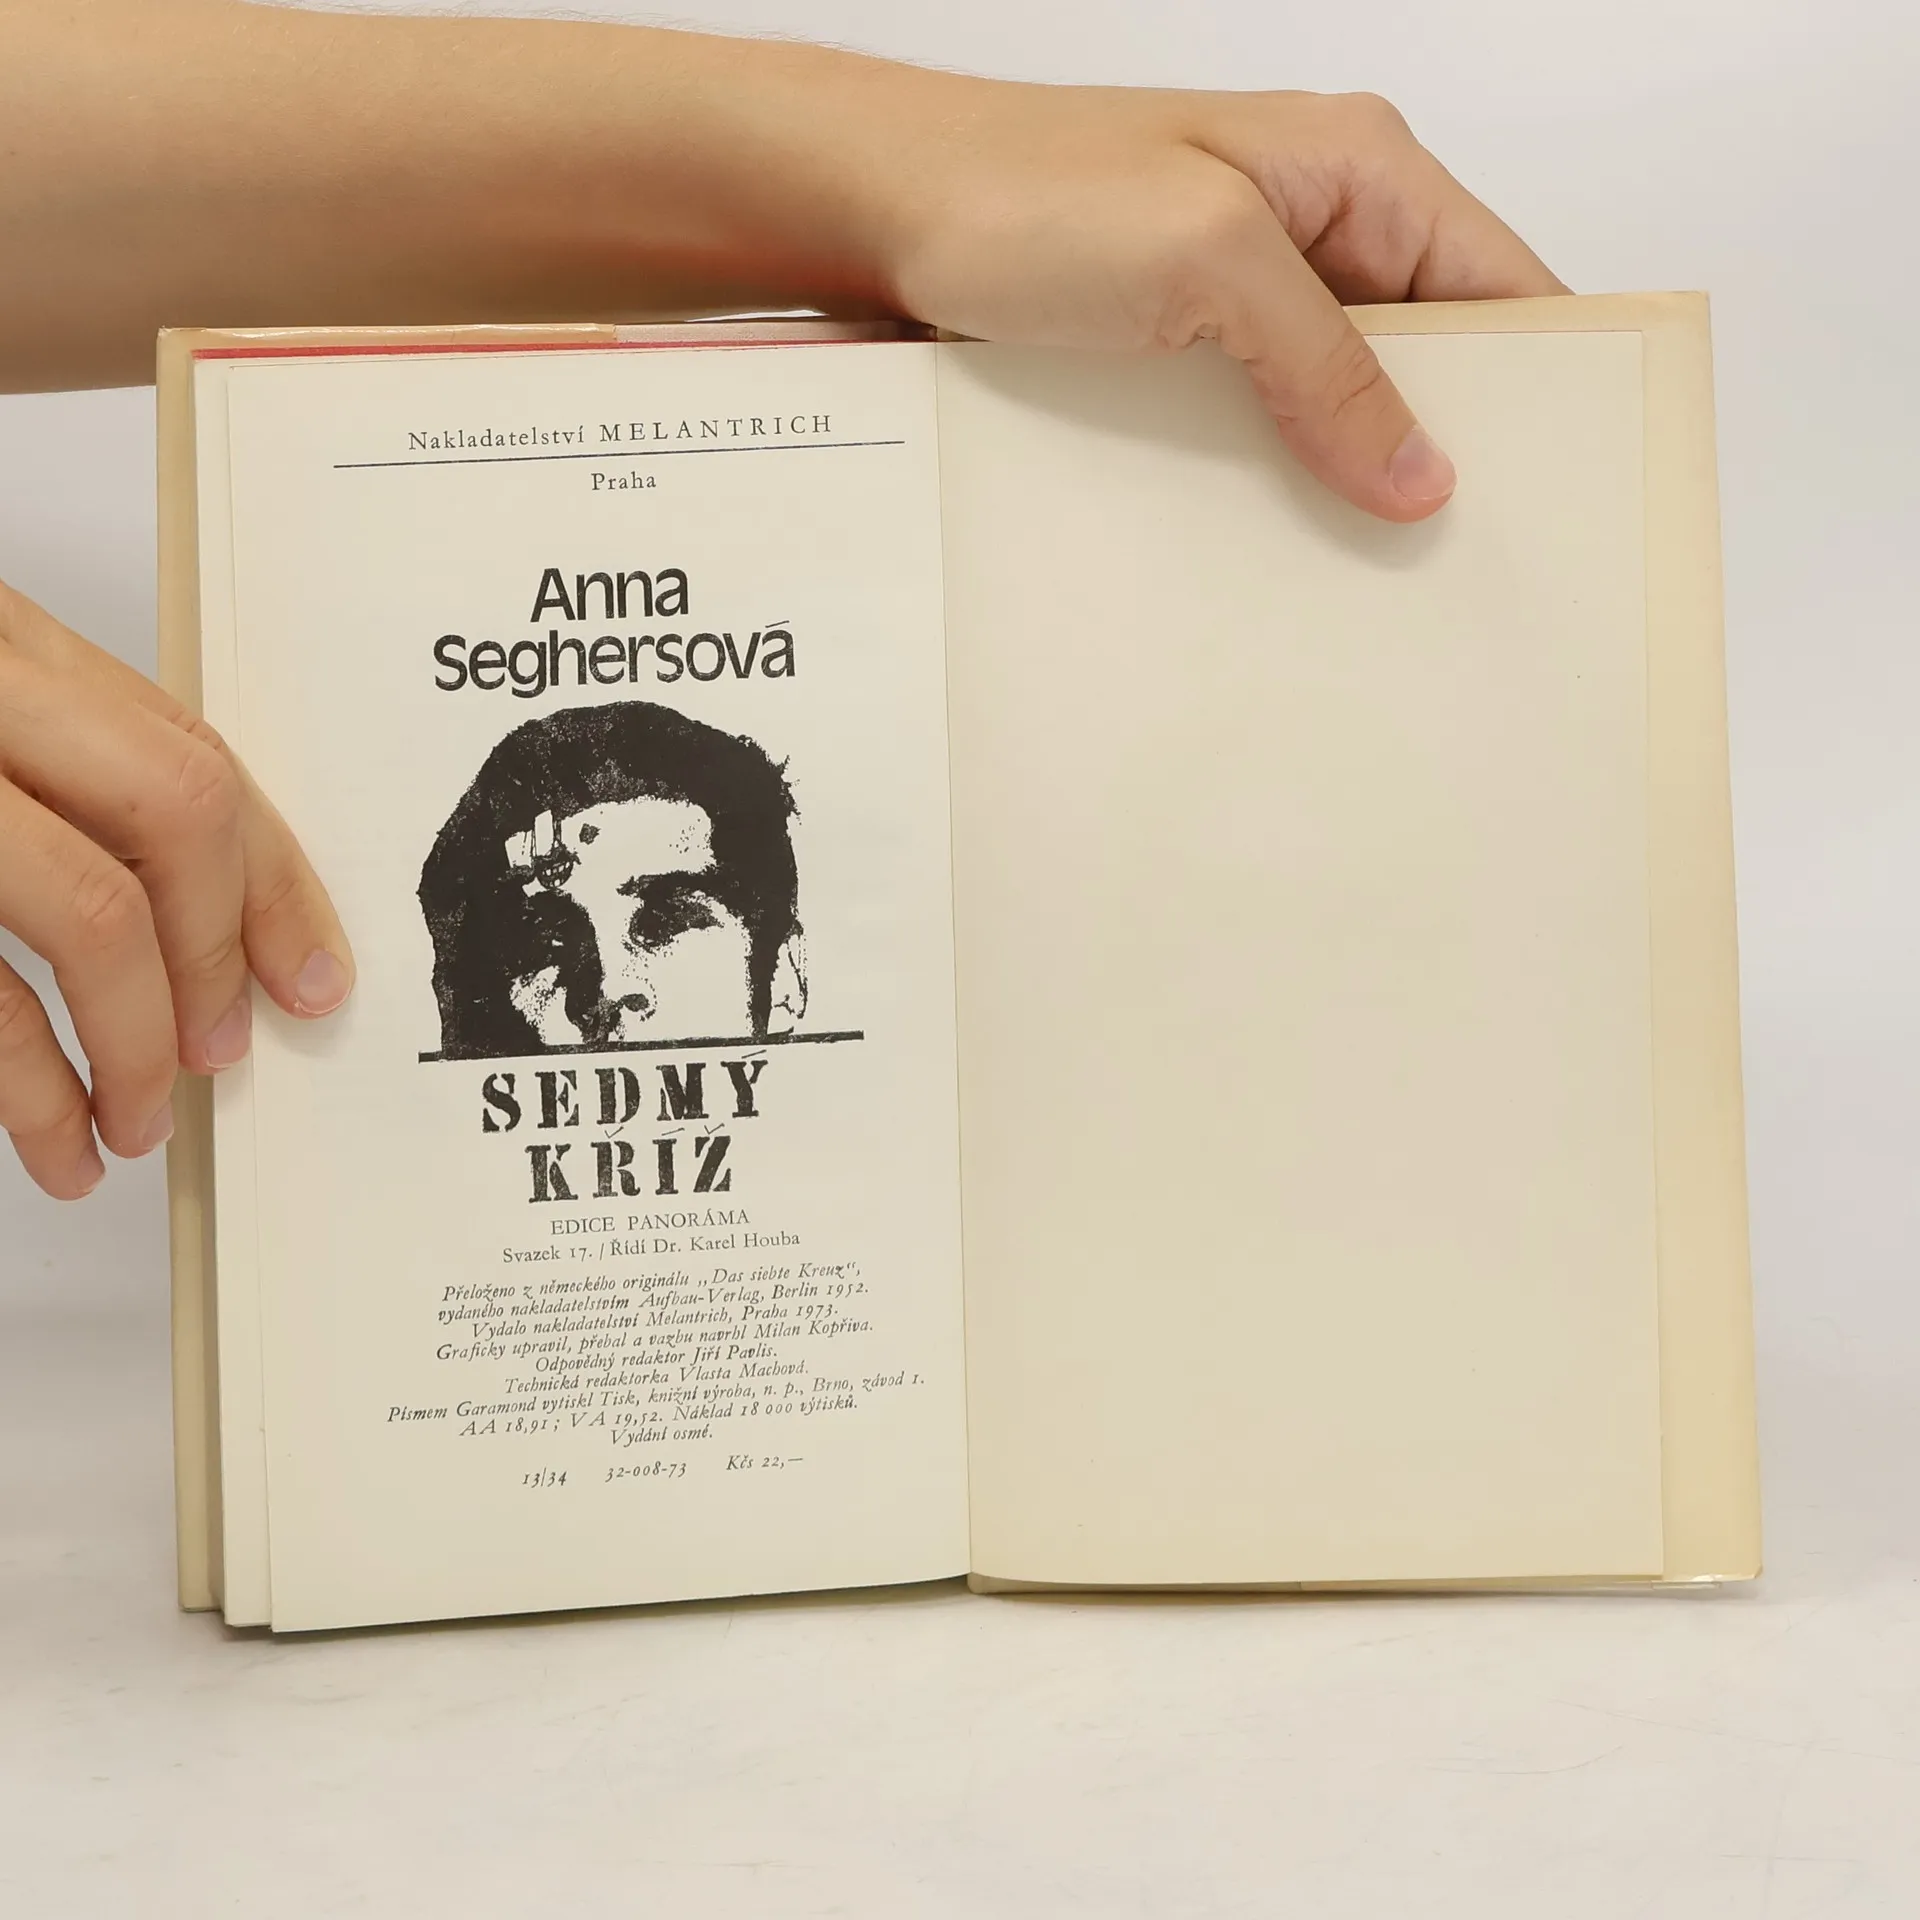 Nakladatelství MELANTRICH
Praha
Anna
Seghersová
SEDMÝ
KŘÍŽ
EDICE PANORÁMA
Svazek 17. / Řídí Dr. Karel Houba
Přeloženo z německého originálu „Das siebte Kreuz“,
vydaného nakladatelstvím Aufbau-Verlag, Berlin 1952.
Vydalo nakladatelství Melantrich, Praha 1973.
Graficky upravil, přebal a vazbu navrhl Milan Kopřiva.
Odpovědný redaktor Jiří Pavlis.
Technická redaktorka Vlasta Machová.
Písmem Garamond vytiskl Tisk, knižní výroba, n. p., Brno, závod 1.
AA 18,91; VA 19,52. Náklad 18 000 výtisků.
Vydání osmé.
13/34 32-008-73 Kčs 22,—